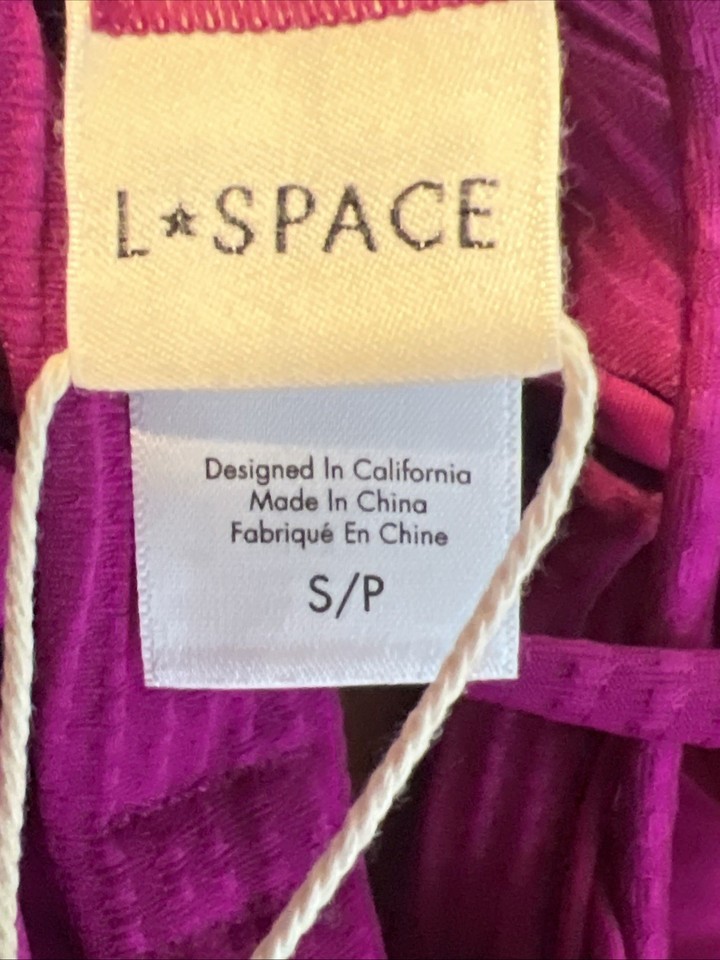 L★SPACE
Designed In California
Made In China
Fabriqué En Chine
S/P